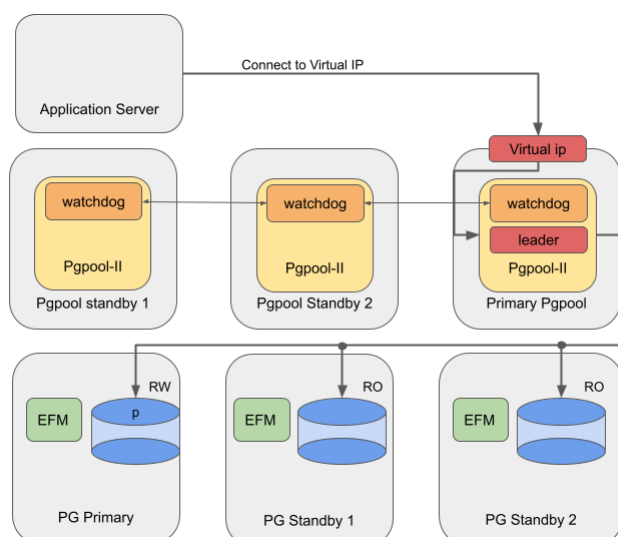 Connect to Virtual IP
Application Server
Virtual ip
watchdog
watchdog
watchdog
leader
Pgpool-II
Pgpool-II
Pgpool-II
Pgpool standby 1
Pgpool Standby 2
Primary Pgpool
RW
RO
RO
p
EFM
EFM
EFM
PG Primary
PG Standby 1
PG Standby 2